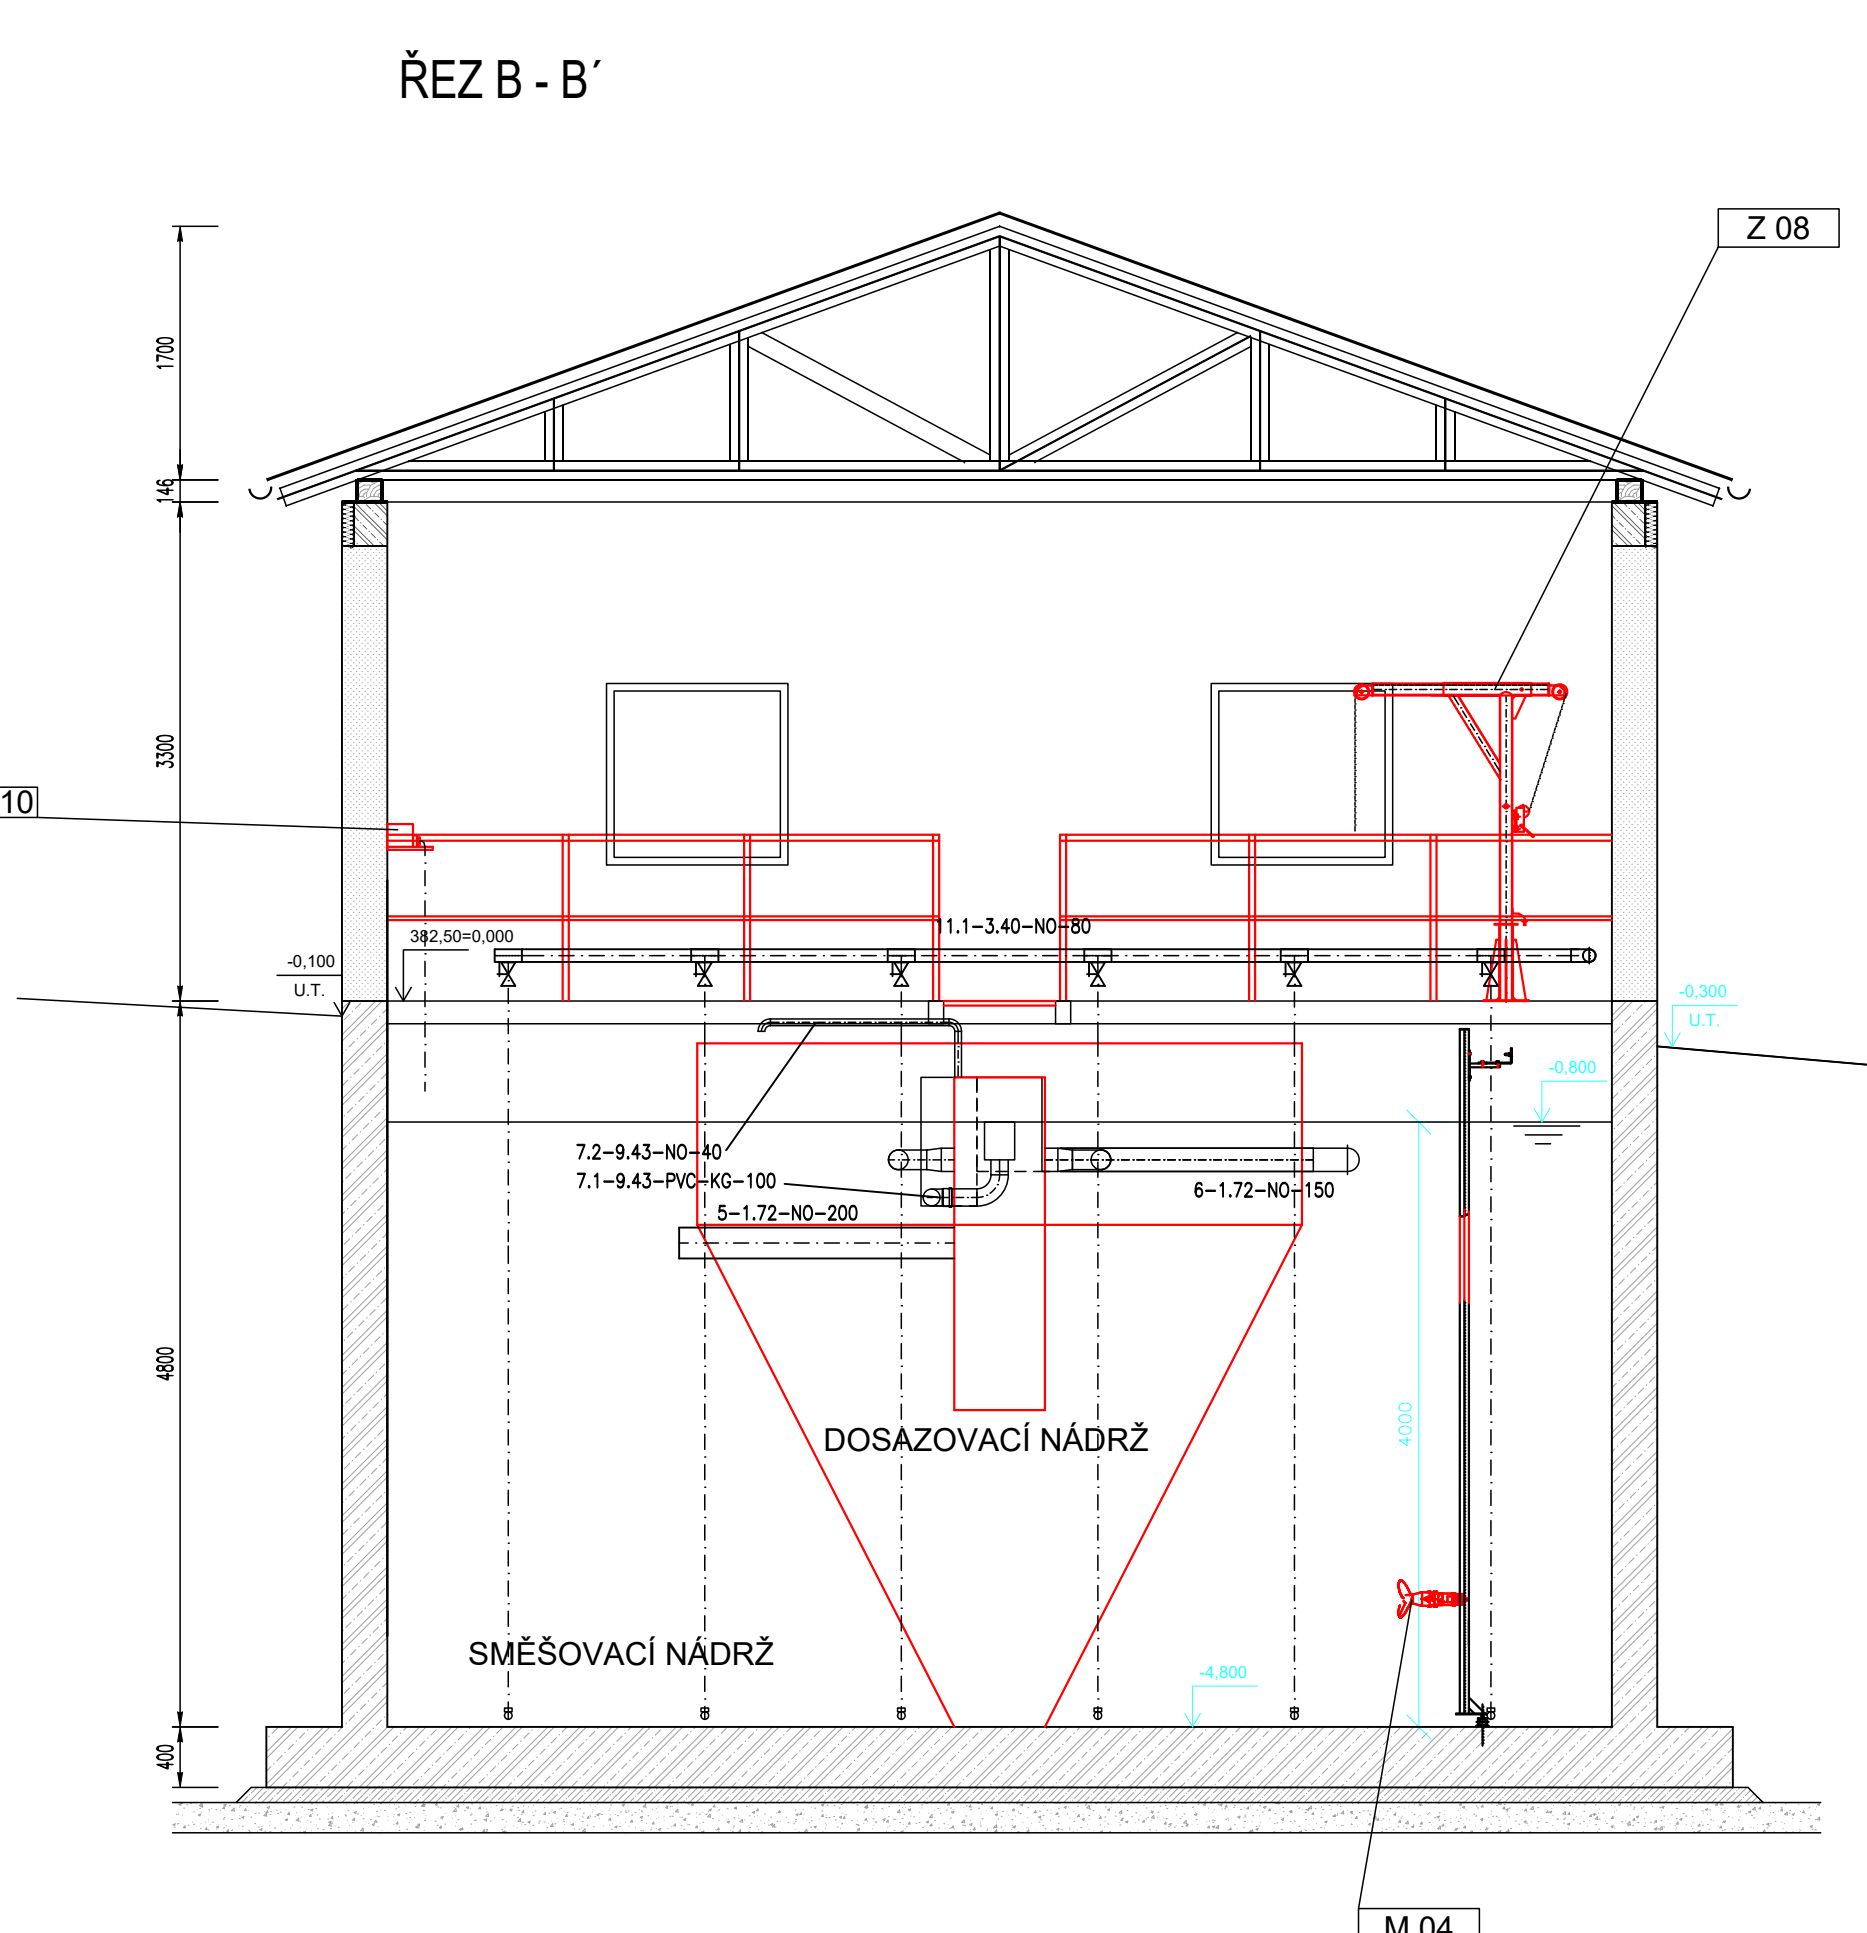 ŘEZ B - B´
Z 08
1700
146
3300
10
11.1-3.40-NO-80
382,50=0,000
-0,100
U.T.
-0,300
U.T.
-0,800
7.2-9.43-NO-40
7.1-9.43-PVC-KG-100
6-1.72-NO-150
5-1.72-NO-200
4800
4000
DOSAZOVACÍ NÁDRŽ
SMĚŠOVACÍ NÁDRŽ
-4,800
400
M 04